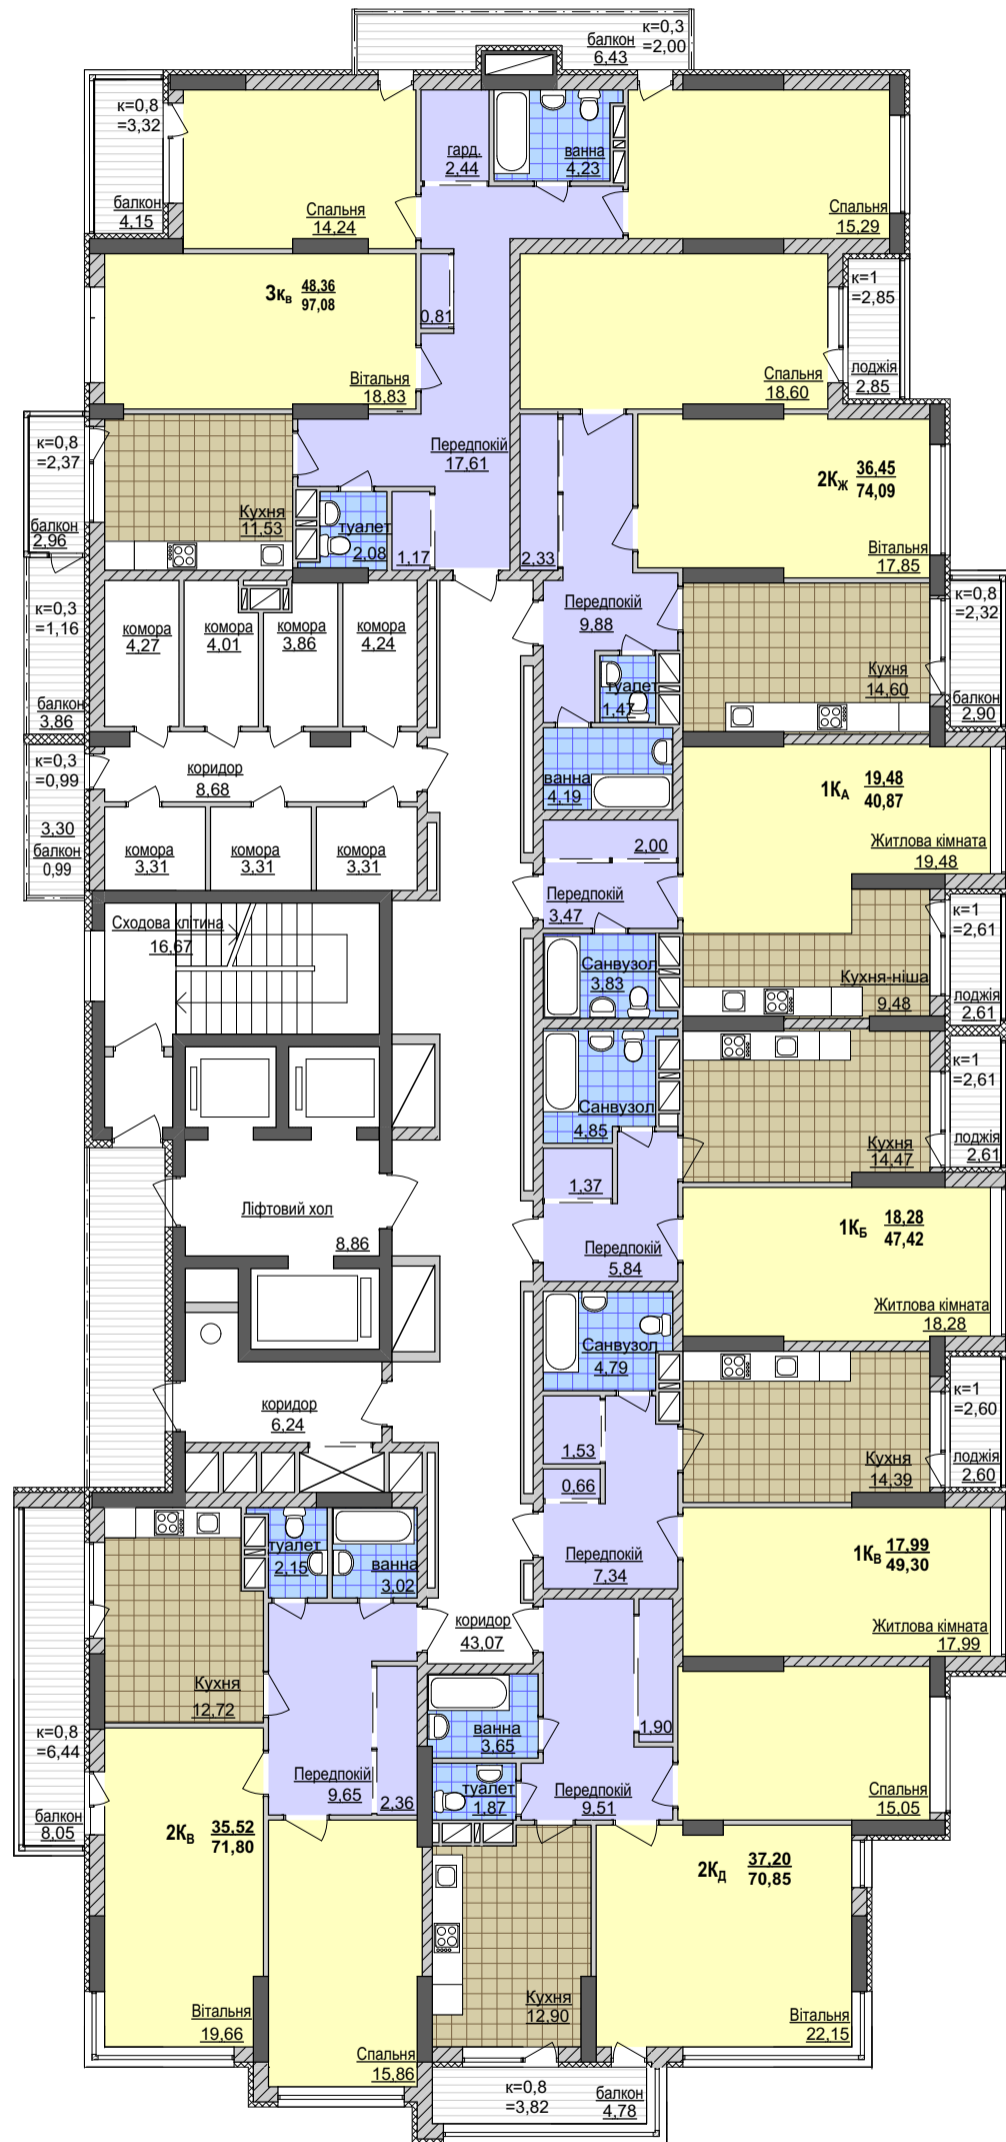 к=0,3
=2,00
балкон
6,43
к=0,8
=3,32
балкон
4,15
гард.
2,44
ванна
4,23
Спальня
14,24
Спальня
15,29
3кв 48,36
97,08
0,81
Вітальня
18,83
к=1
=2,85
лоджія
2,85
Спальня
18,60
к=0,8
=2,37
балкон
2,96
Передпокій
17,61
Кухня
11,53
туалет
2,08
1,17
2,33
2Кж 36,45
74,09
Вітальня
17,85
к=0,3
=1,16
балкон
3,86
комора
4,27
комора
4,01
комора
3,86
комора
4,24
Передпокій
9,88
туалет
1,47
Кухня
14,60
к=0,8
=2,32
балкон
2,90
к=0,3
=0,99
3,30
балкон
0,99
коридор
8,68
ванна
4,19
1КА 19,48
40,87
комора
3,31
комора
3,31
комора
3,31
2,00
Житлова кімната
19,48
Передпокій
3,47
Сходова клітина
16,67
Санвузол
3,83
Кухня-ніша
9,48
к=1
=2,61
лоджія
2,61
Санвузол
4,85
Кухня
14,47
к=1
=2,61
лоджія
2,61
1,37
Ліфтовий хол
8,86
Передпокій
5,84
1КБ 18,28
47,42
Житлова кімната
18,28
Санвузол
4,79
коридор
6,24
к=1
=2,60
лоджія
2,60
1,53
0,66
Кухня
14,39
туалет
2,15
ванна
3,02
Передпокій
7,34
1КВ 17,99
49,30
коридор
43,07
Житлова кімната
17,99
Кухня
12,72
к=0,8
=6,44
балкон
8,05
ванна
3,65
1,90
Передпокій
9,65
2,36
туалет
1,87
Передпокій
9,51
Спальня
15,05
2КВ 35,52
71,80
2КД 37,20
70,85
Вітальня
19,66
Спальня
15,86
Кухня
12,90
Вітальня
22,15
к=0,8
=3,82
балкон
4,78